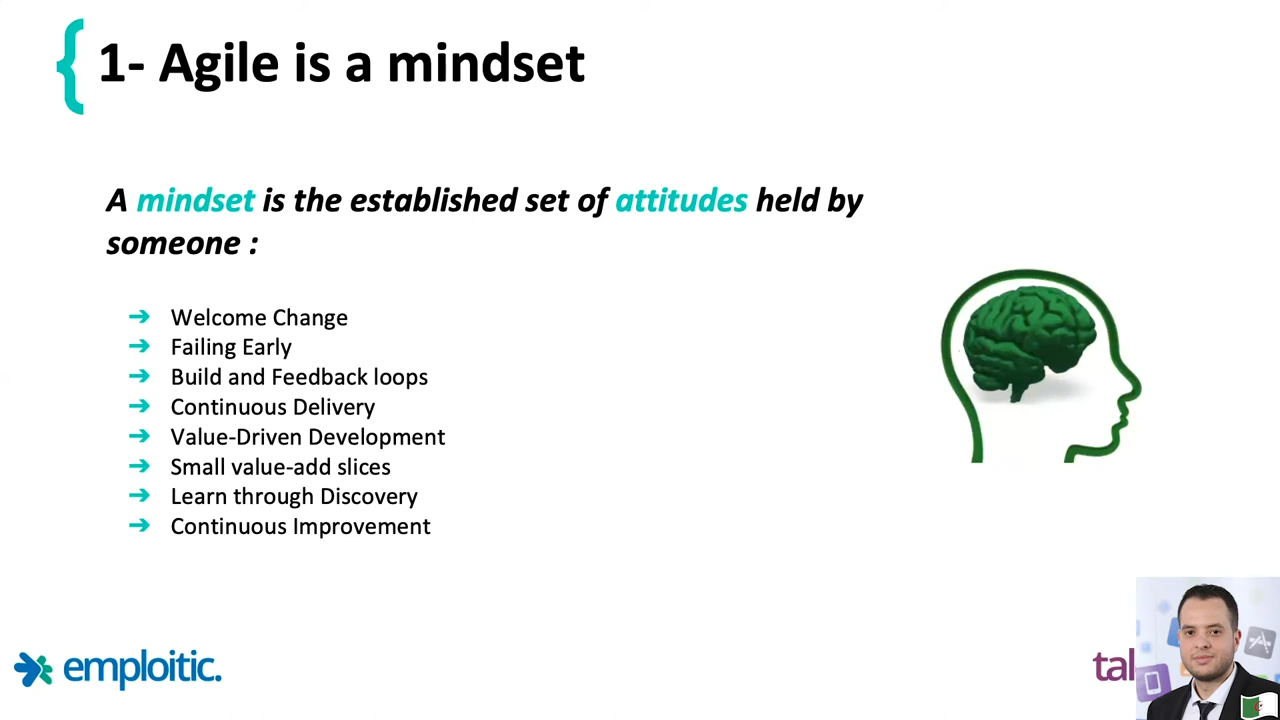 1- Agile is a mindset
A mindset is the established set of attitudes held by
someone :
Welcome Change
Failing Early
Build and Feedback loops
Continuous Delivery
Value-Driven Development
Small value-add slices
Learn through Discovery
Continuous Improvement
emploitic.